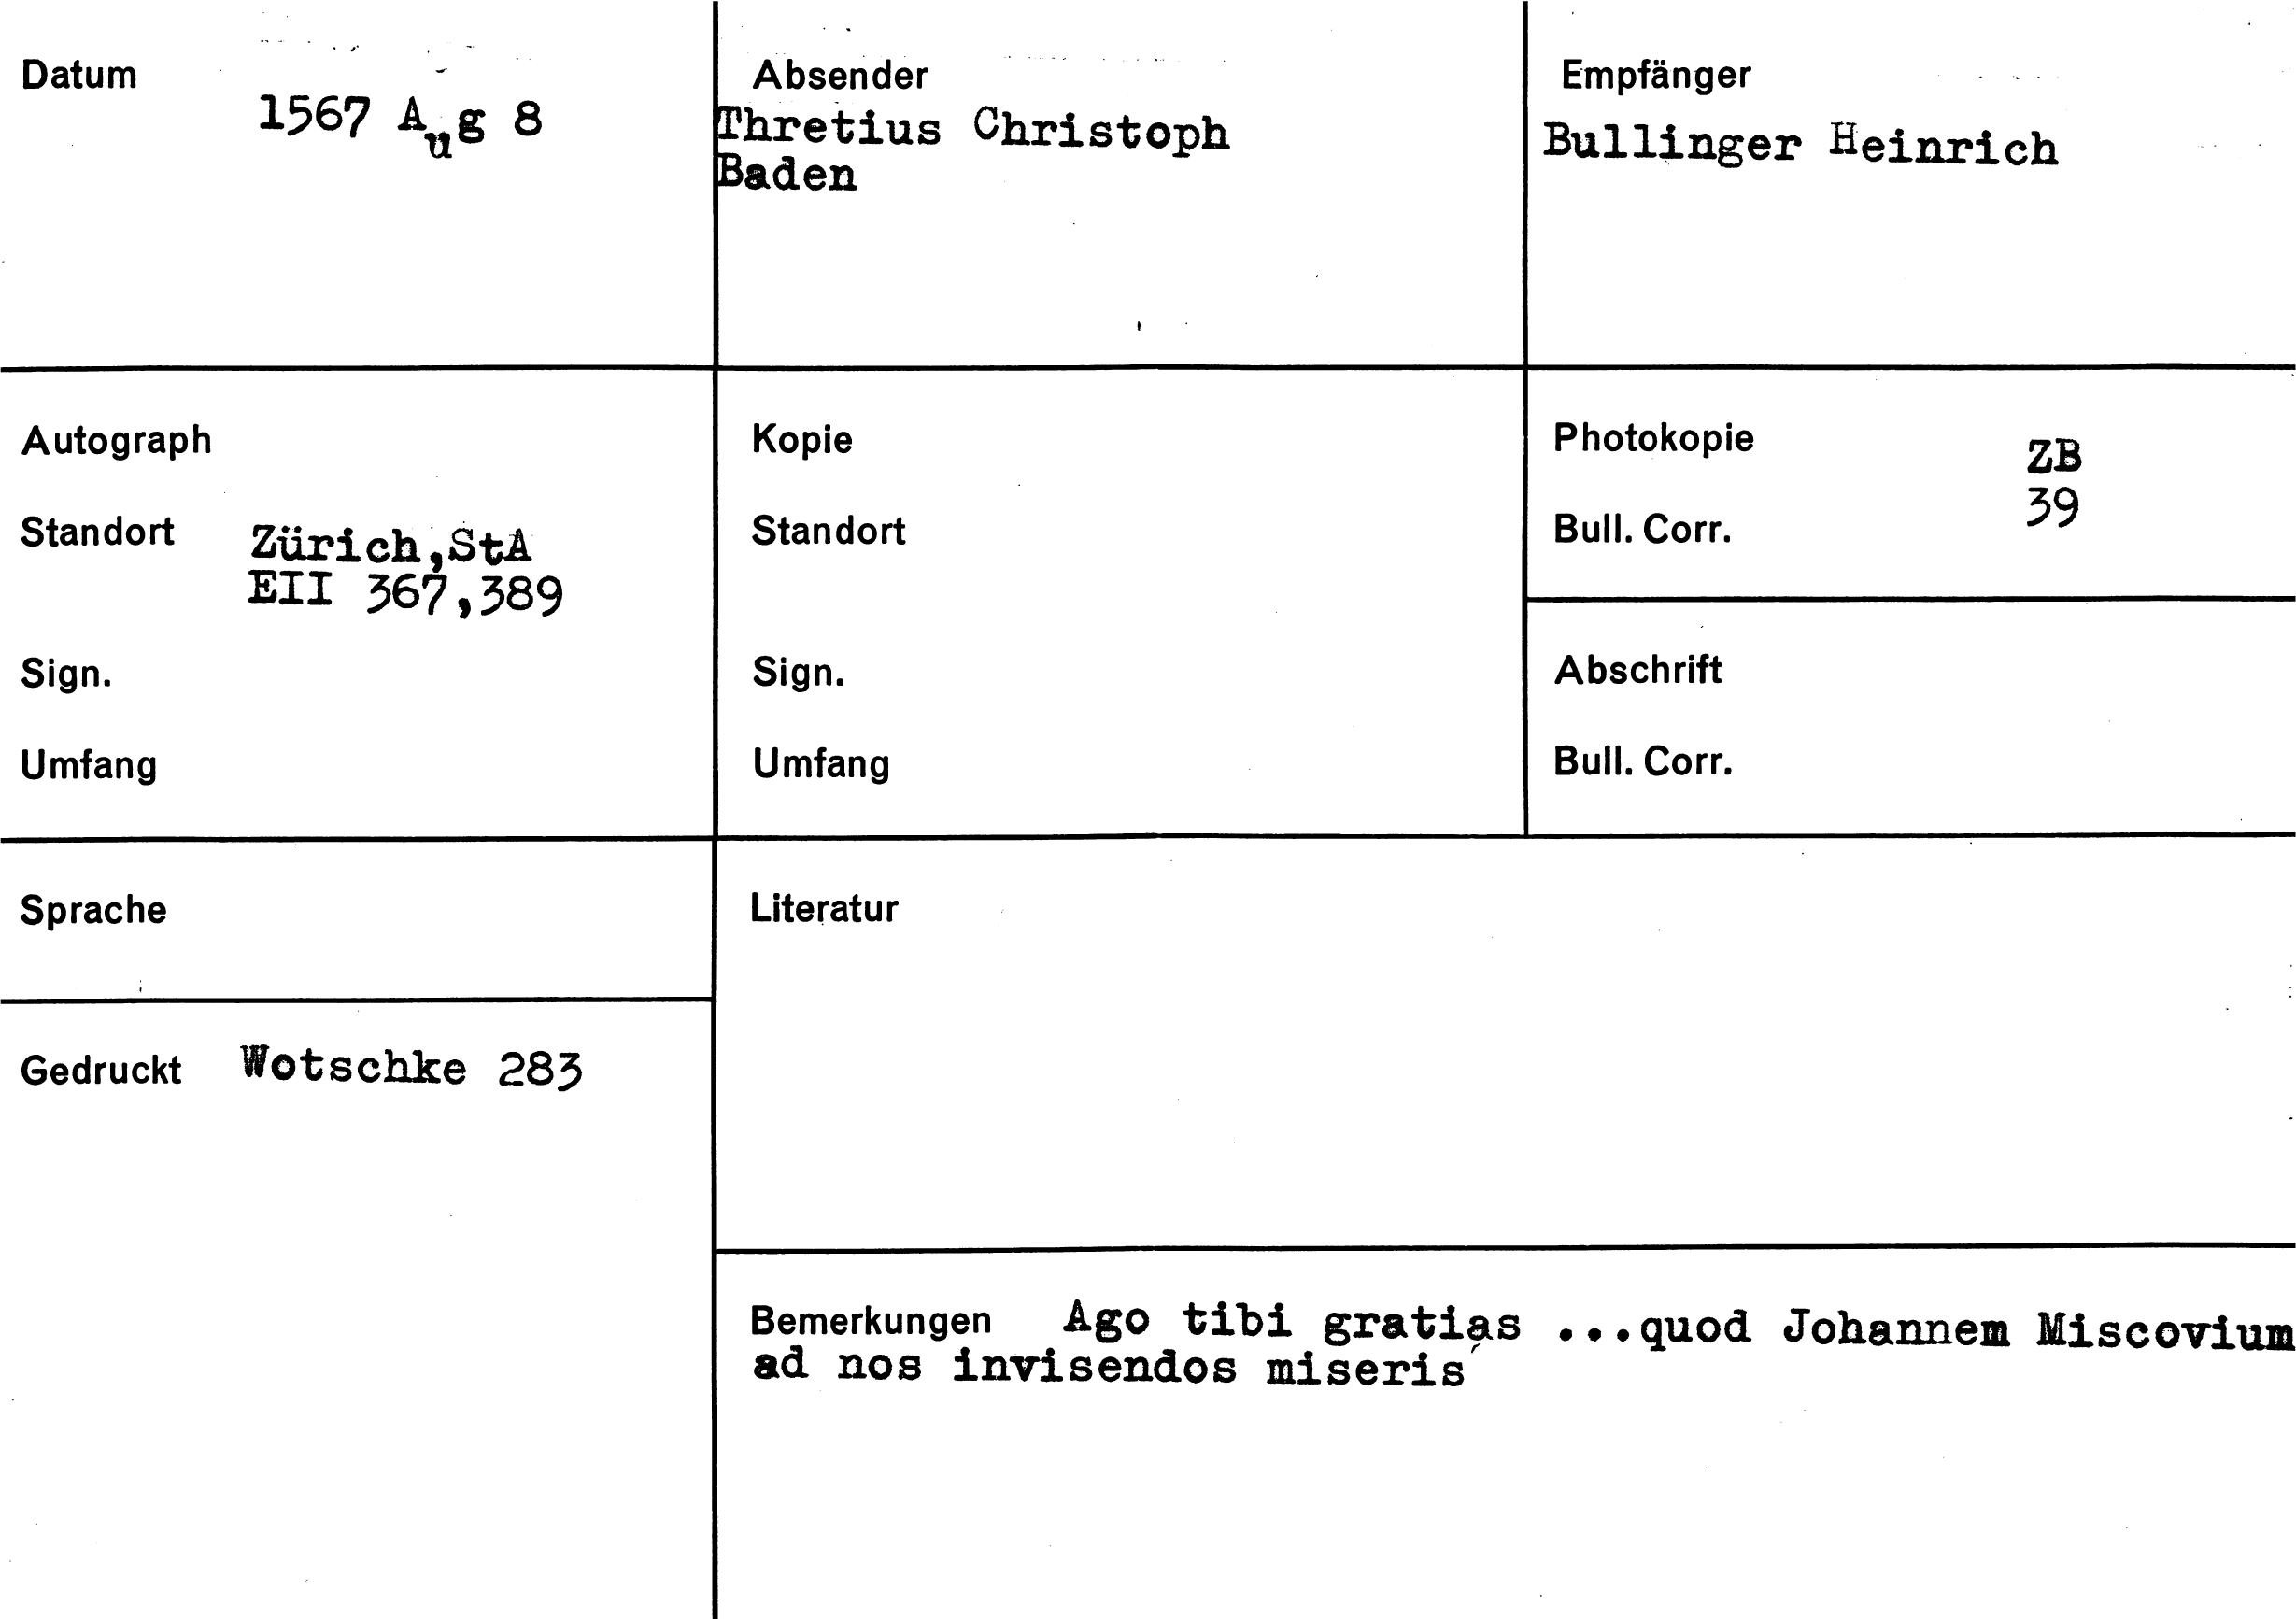 Datum
1567 Aug 8
Absender
Thretius Christoph
Baden
Empfänger
Bullinger Heinrich
Autograph
Standort Zürich,StA
EII 367,389
Sign.
Umfang
Kopie
Standort
Sign.
Umfang
Photokopie ZB
Bull. Corr. 39
Abschrift
Bull. Corr.
Sprache
Literatur
Gedruckt Wotschke 283
Bemerkungen Ago tibi gratias ...quod Johannem Miscovium
ad nos invisendos miseris